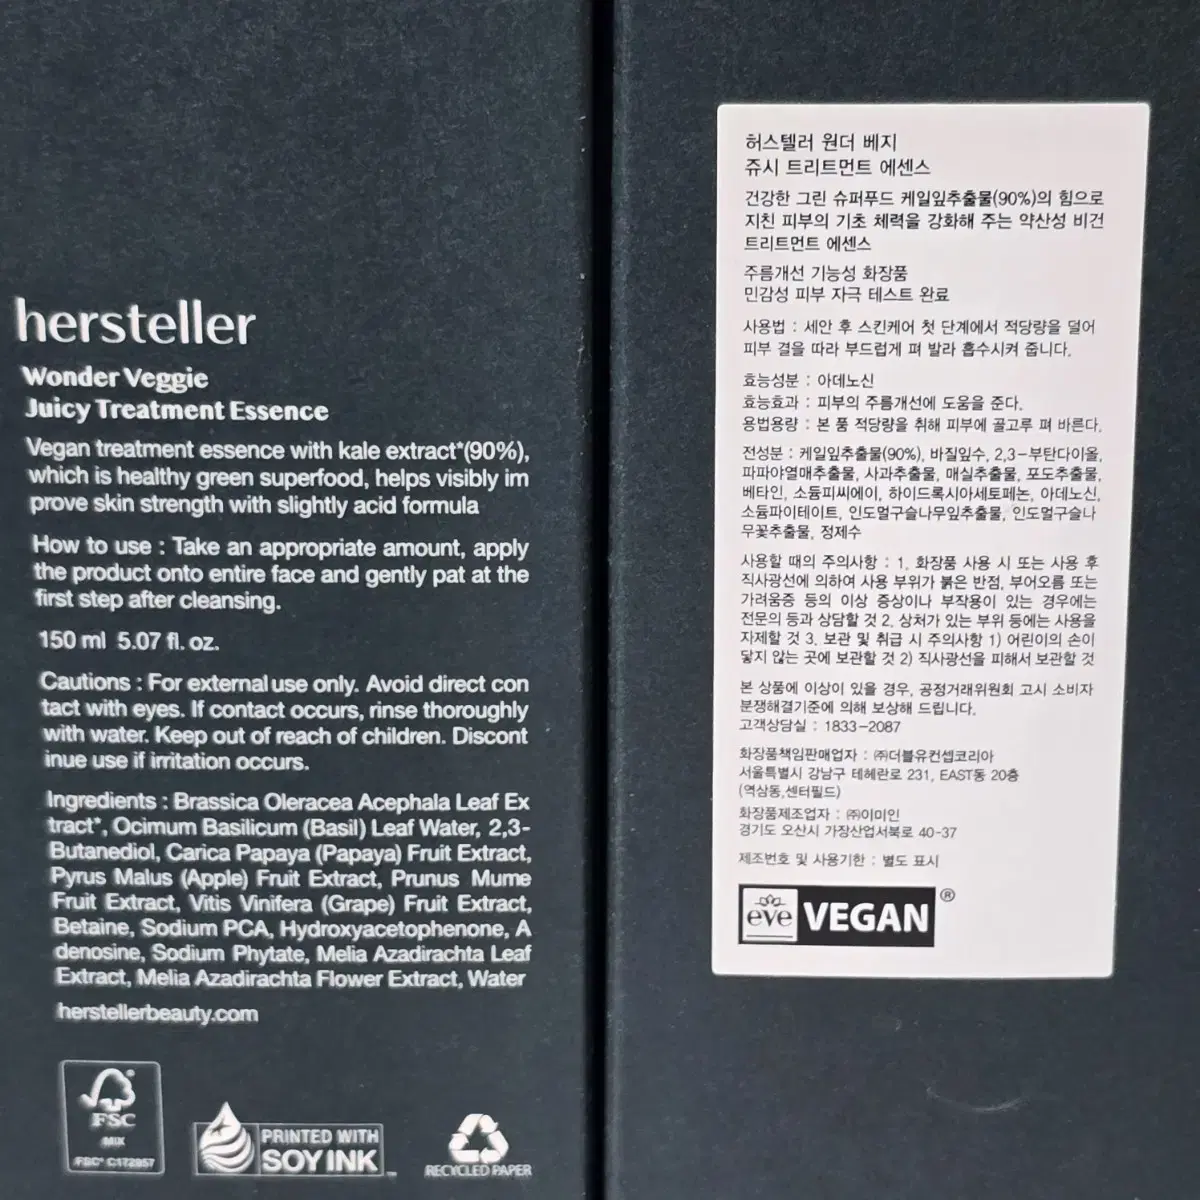 hersteller
Wonder Veggie
Juicy Treatment Essence
Vegan treatment essence with kale extract*(90%),
which is healthy green superfood, helps visibly im
prove skin strength with slightly acid formula
How to use : Take an appropriate amount, apply
the product onto entire face and gently pat at the
first step after cleansing.
150 ml 5.07 fl. oz.
Cautions : For external use only. Avoid direct con
tact with eyes. If contact occurs, rinse thoroughly
with water. Keep out of reach of children. Discont
inue use if irritation occurs.
Ingredients : Brassica Oleracea Acephala Leaf Ex
tract*, Ocimum Basilicum (Basil) Leaf Water, 2,3-
Butanediol, Carica Papaya (Papaya) Fruit Extract,
Pyrus Malus (Apple) Fruit Extract, Prunus Mume
Fruit Extract, Vitis Vinifera (Grape) Fruit Extract,
Betaine, Sodium PCA, Hydroxyacetophenone, A
denosine, Sodium Phytate, Melia Azadirachta Leaf
Extract, Melia Azadirachta Flower Extract, Water
herstellerbeauty.com
FSC
MIX
FSC® C172857
PRINTED WITH
SOY INK
RECYCLED PAPER
허스텔러 원더 베지
쥬시 트리트먼트 에센스
건강한 그린 슈퍼푸드 케일잎추출물(90%)의 힘으로
지친 피부의 기초 체력을 강화해 주는 약산성 비건
트리트먼트 에센스
주름개선 기능성 화장품
민감성 피부 자극 테스트 완료
사용법 : 세안 후 스킨케어 첫 단계에서 적당량을 덜어
피부 결을 따라 부드럽게 펴 발라 흡수시켜 줍니다.
효능성분 : 아데노신
효능효과 : 피부의 주름개선에 도움을 준다.
용법용량 : 본 품 적당량을 취해 피부에 골고루 펴 바른다.
전성분 : 케일잎추출물(90%), 바질잎수, 2,3-부탄다이올,
파파야열매추출물, 사과추출물, 매실추출물, 포도추출물,
베타인, 소듐피씨에이, 하이드록시아세토페논, 아데노신,
소듐파이테이트, 인도멀구슬나무잎추출물, 인도멀구슬나
무꽃추출물, 정제수
사용할 때의 주의사항 : 1. 화장품 사용 시 또는 사용 후
직사광선에 의하여 사용 부위가 붉은 반점, 부어오름 또는
가려움증 등의 이상 증상이나 부작용이 있는 경우에는
전문의 등과 상담할 것 2. 상처가 있는 부위 등에는 사용을
자제할 것 3. 보관 및 취급 시 주의사항 1) 어린이의 손이
닿지 않는 곳에 보관할 것 2) 직사광선을 피해서 보관할 것
본 상품에 이상이 있을 경우, 공정거래위원회 고시 소비자
분쟁해결기준에 의해 보상해 드립니다.
고객상담실 : 1833-2087
화장품책임판매업자 : ㈜더블유컨셉코리아
서울특별시 강남구 테헤란로 231, EAST동 20층
(역삼동,센터필드)
화장품제조업자 : ㈜이미인
경기도 오산시 가장산업서북로 40-37
제조번호 및 사용기한 : 별도 표시
eve VEGAN®